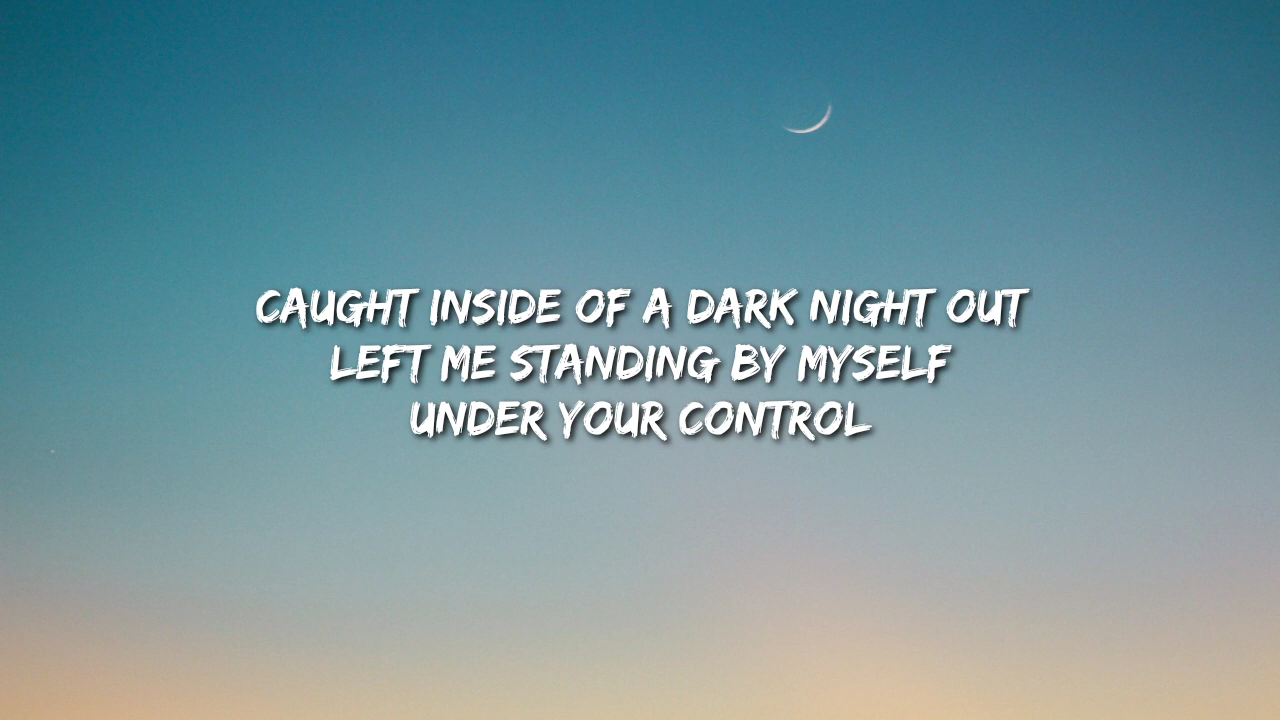 CAUGHT INSIDE OF A DARK NIGHT OUT
LEFT ME STANDING BY MYSELF
UNDER YOUR CONTROL